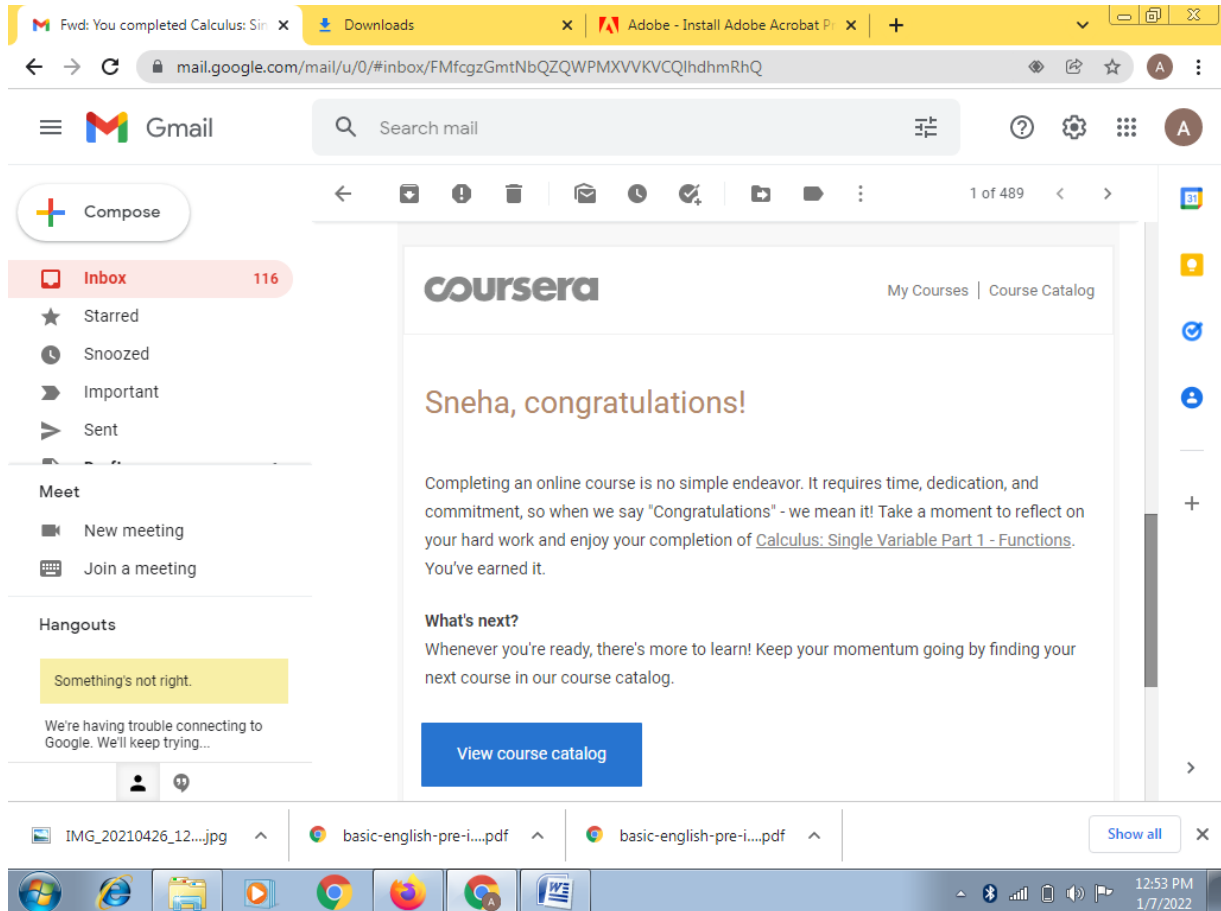 Fwd: You completed Calculus: Sin
Downloads
Adobe - Install Adobe Acrobat Pr
mail.google.com/mail/u/0/#inbox/FMfcgzGmtNbQZQWPMXVVKVCQlhdhmRhQ
A
Gmail
Search mail
A
Compose
1 of 489
31
Inbox 116
Starred
Snoozed
Important
Sent
Meet
New meeting
Join a meeting
Hangouts
Something's not right.
We're having trouble connecting to
Google. We'll keep trying...
coursera
My Courses | Course Catalog
Sneha, congratulations!
Completing an online course is no simple endeavor. It requires time, dedication, and
commitment, so when we say "Congratulations" - we mean it! Take a moment to reflect on
your hard work and enjoy your completion of Calculus: Single Variable Part 1 - Functions.
You've earned it.
What's next?
Whenever you're ready, there's more to learn! Keep your momentum going by finding your
next course in our course catalog.
View course catalog
IMG_20210426_12....jpg
basic-english-pre-i....pdf
basic-english-pre-i....pdf
Show all
A
W
12:53 PM
1/7/2022